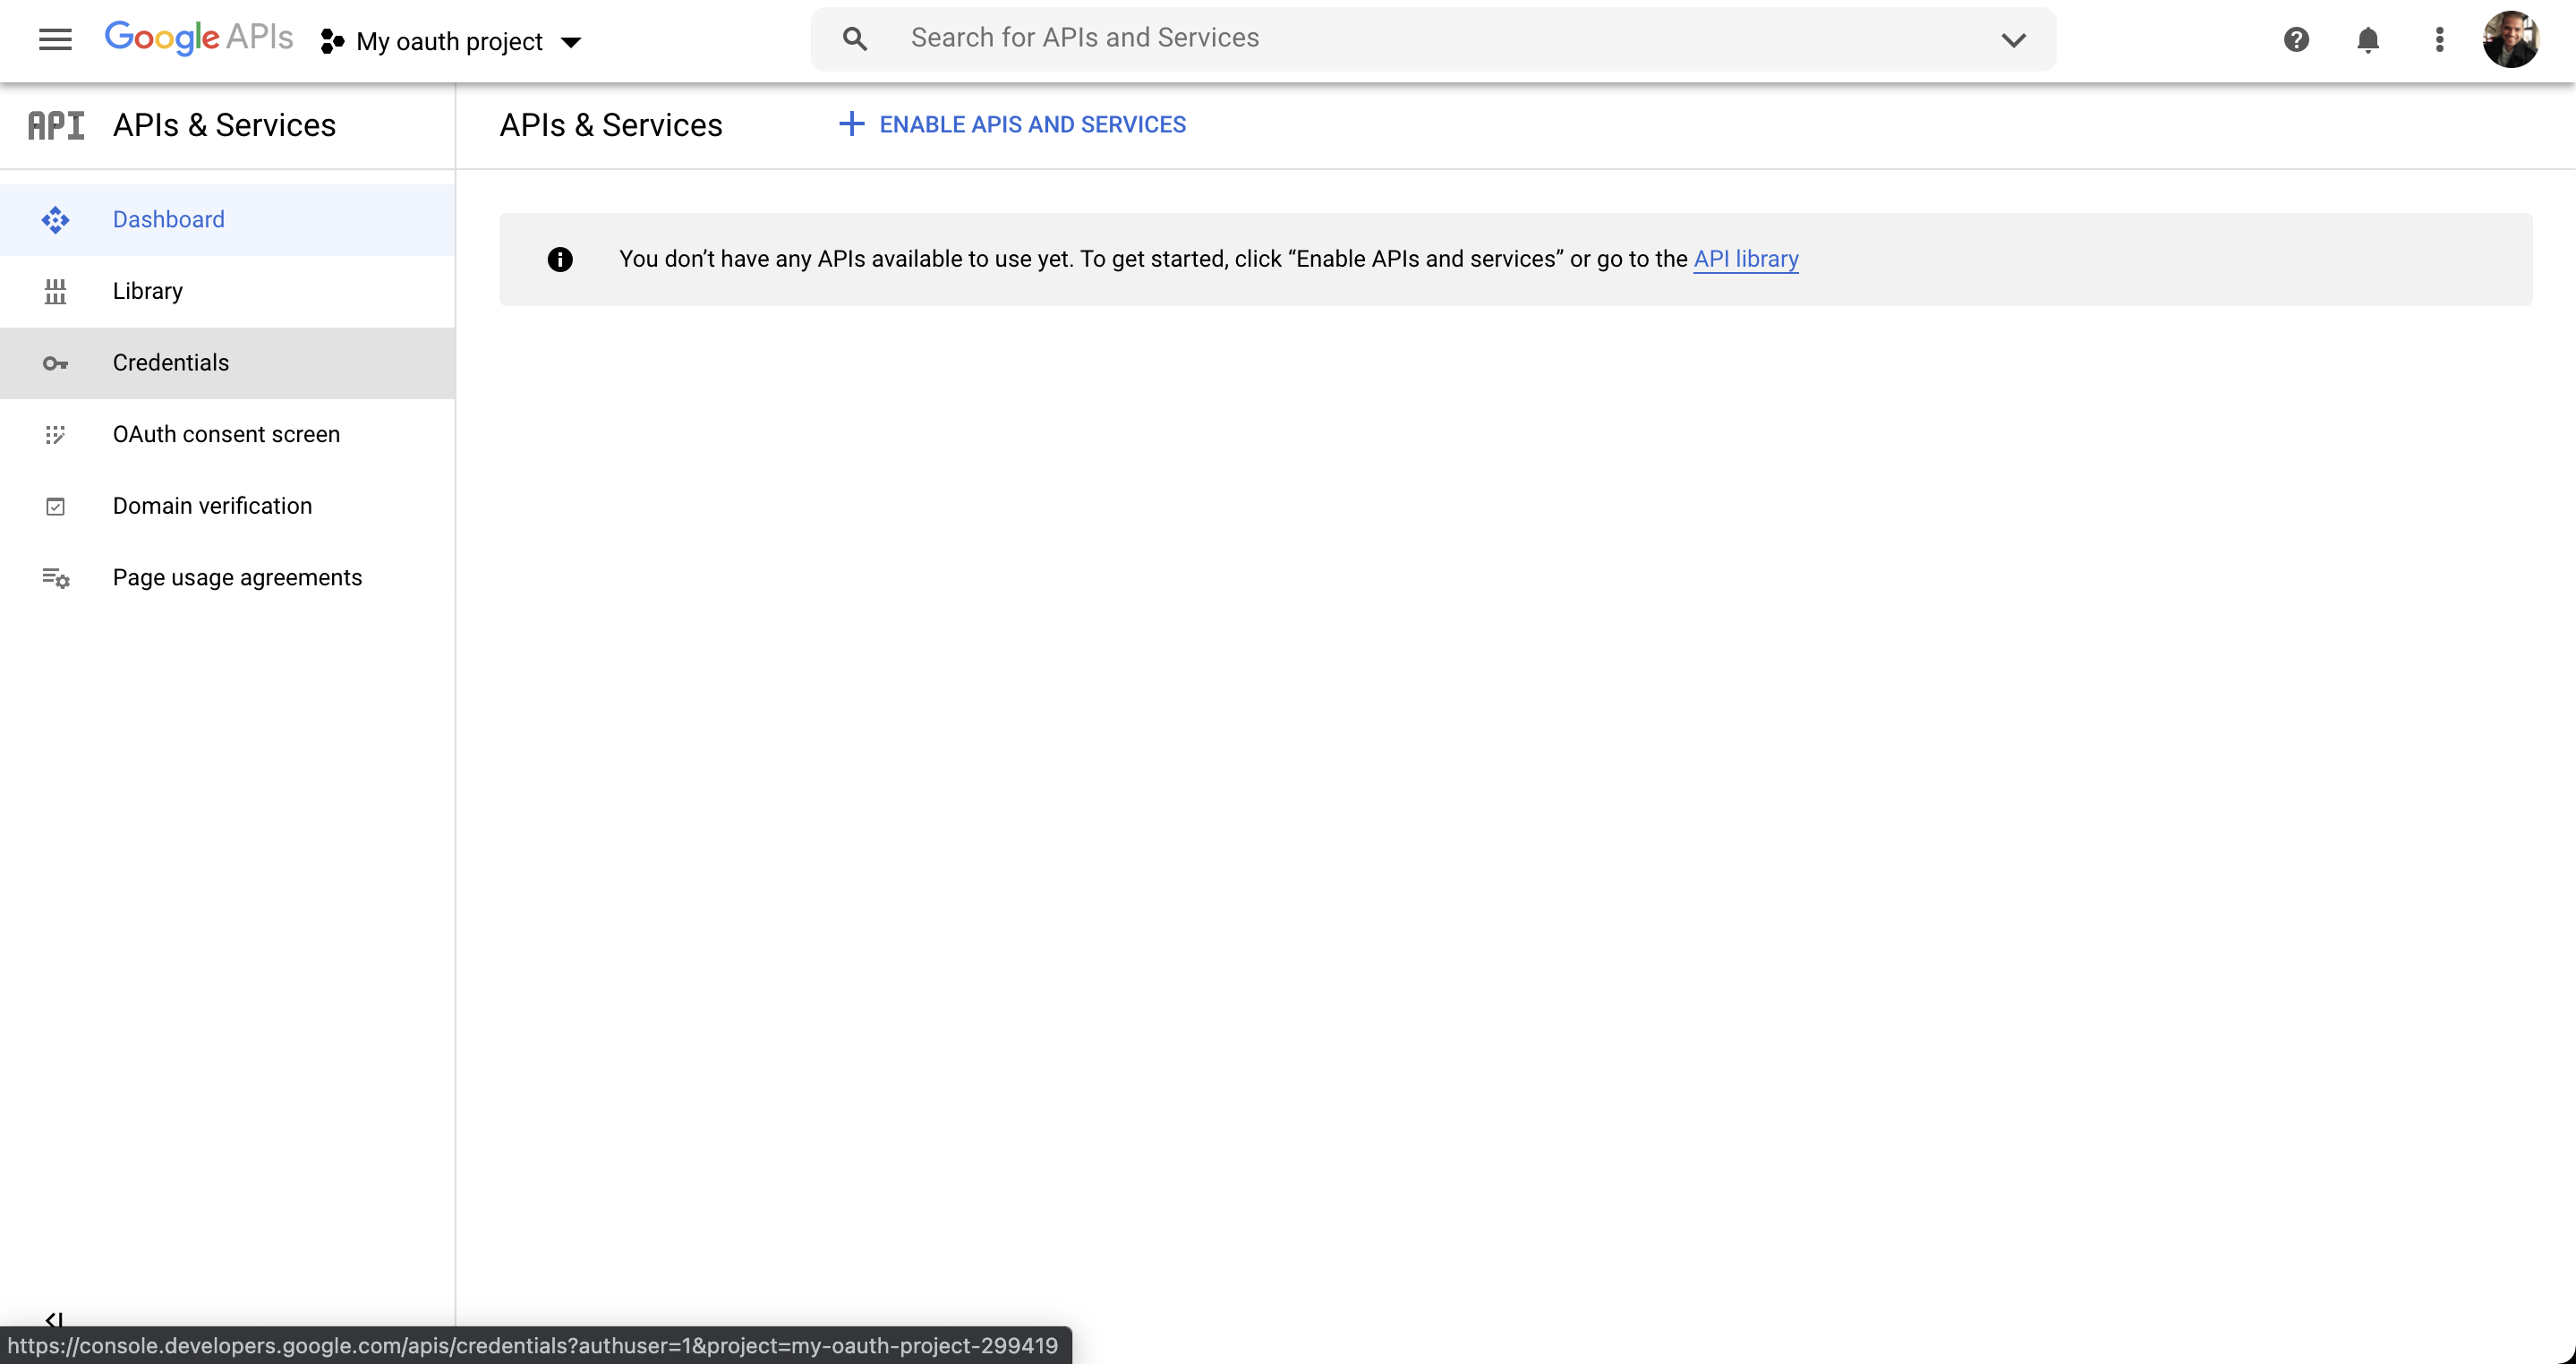 Google APIs My oauth project Search for APIs and Services
API APIs & Services
APIs & Services ENABLE APIS AND SERVICES
Dashboard
Library
Credentials
OAuth consent screen
Domain verification
Page usage agreements
You don’t have any APIs available to use yet. To get started, click “Enable APIs and services” or go to the API library
https://console.developers.google.com/apis/credentials?authuser=1&project=my-oauth-project-299419